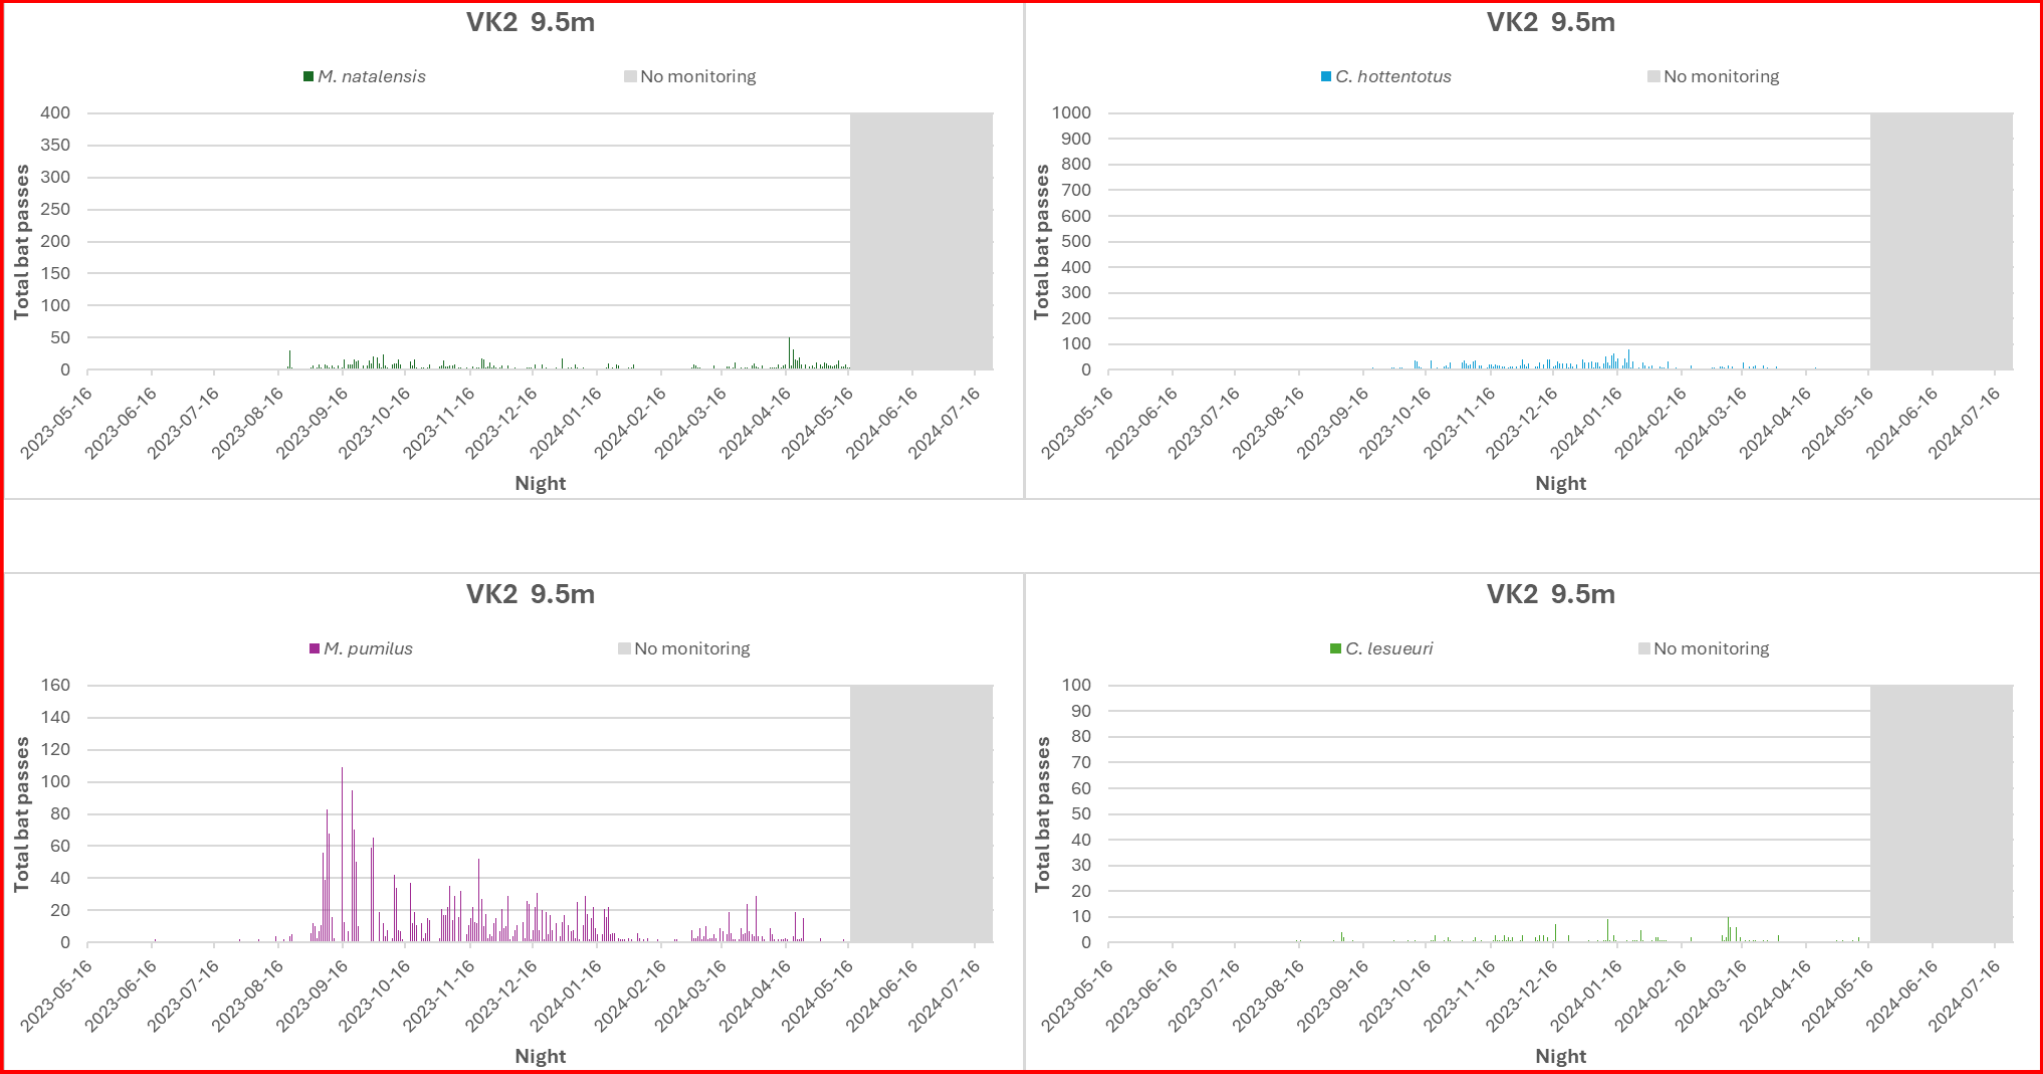 VK2 9.5m
M. natalensis No monitoring
400
350
300
250
200
150
100
50
0
Total bat passes
2023-05-16 2023-06-16 2023-07-16 2023-08-16 2023-09-16 2023-10-16 2023-11-16 2023-12-16 2024-01-16 2024-02-16 2024-03-16 2024-04-16 2024-05-16 2024-06-16 2024-07-16
Night
VK2 9.5m
C. hottentotus No monitoring
1000
900
800
700
600
500
400
300
200
100
0
Total bat passes
2023-05-16 2023-06-16 2023-07-16 2023-08-16 2023-09-16 2023-10-16 2023-11-16 2023-12-16 2024-01-16 2024-02-16 2024-03-16 2024-04-16 2024-05-16 2024-06-16 2024-07-16
Night
VK2 9.5m
M. pumilus No monitoring
160
140
120
100
80
60
40
20
0
Total bat passes
2023-05-16 2023-06-16 2023-07-16 2023-08-16 2023-09-16 2023-10-16 2023-11-16 2023-12-16 2024-01-16 2024-02-16 2024-03-16 2024-04-16 2024-05-16 2024-06-16 2024-07-16
Night
VK2 9.5m
C. lesueuri No monitoring
100
90
80
70
60
50
40
30
20
10
0
Total bat passes
2023-05-16 2023-06-16 2023-07-16 2023-08-16 2023-09-16 2023-10-16 2023-11-16 2023-12-16 2024-01-16 2024-02-16 2024-03-16 2024-04-16 2024-05-16 2024-06-16 2024-07-16
Night